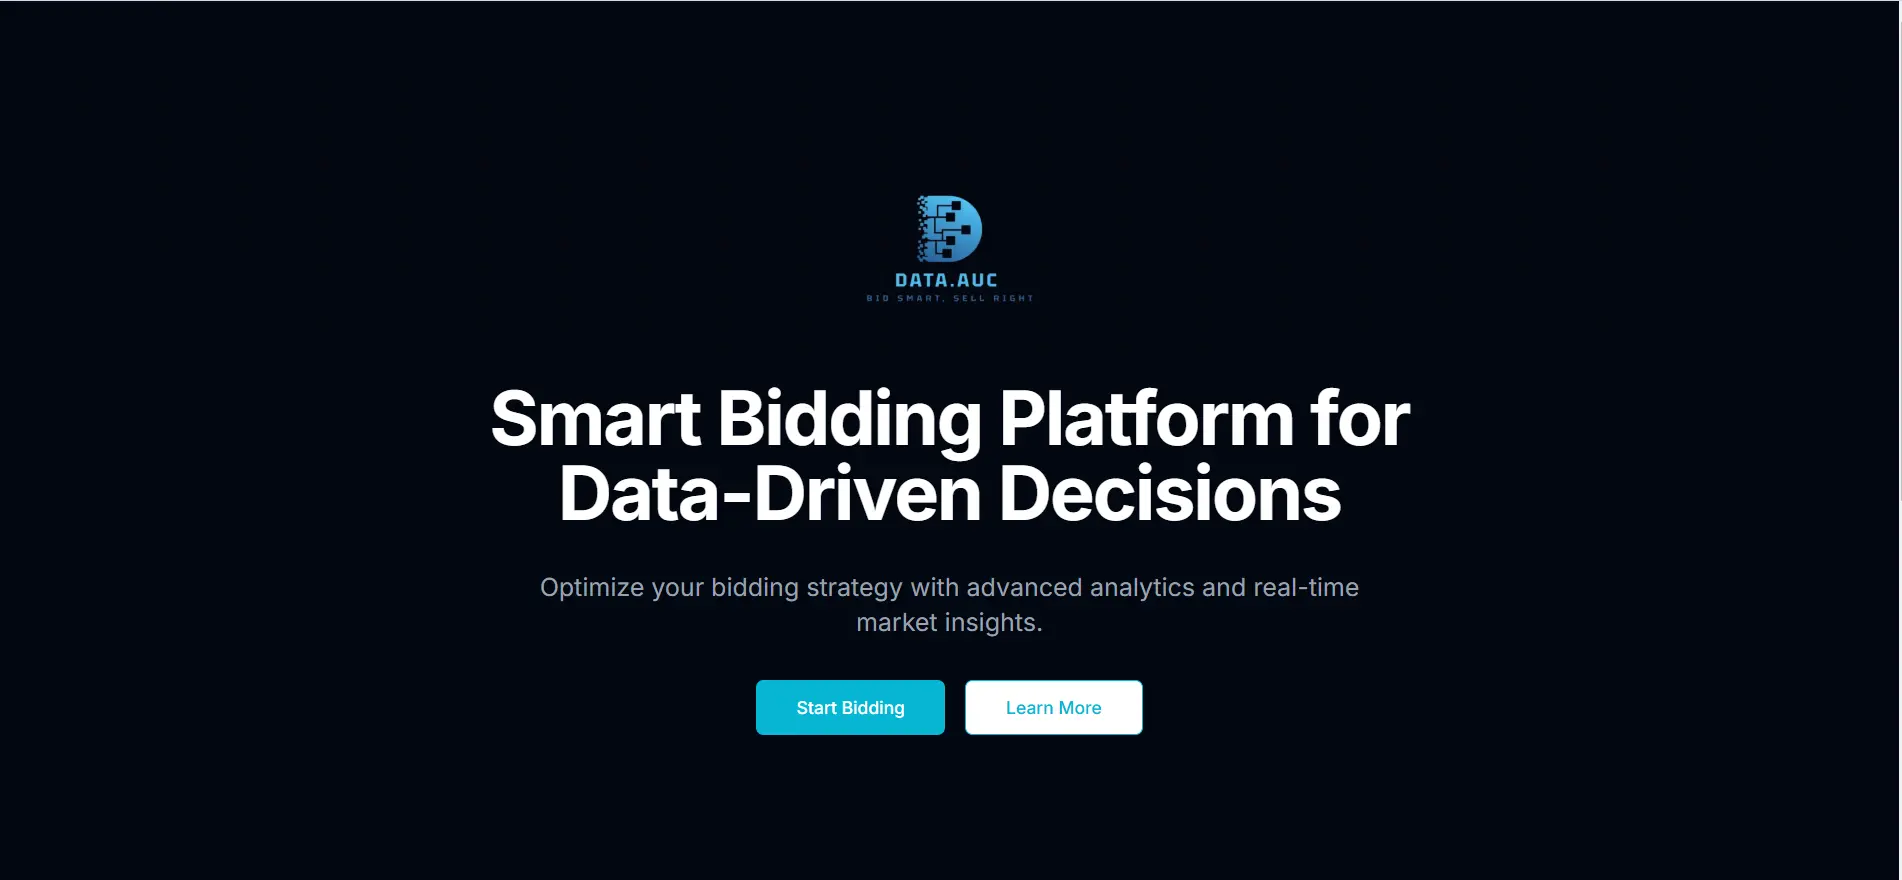 DATA.AUC
BID SMART, SELL RIGHT
Smart Bidding Platform for
Data-Driven Decisions
Optimize your bidding strategy with advanced analytics and real-time
market insights.
Start Bidding
Learn More